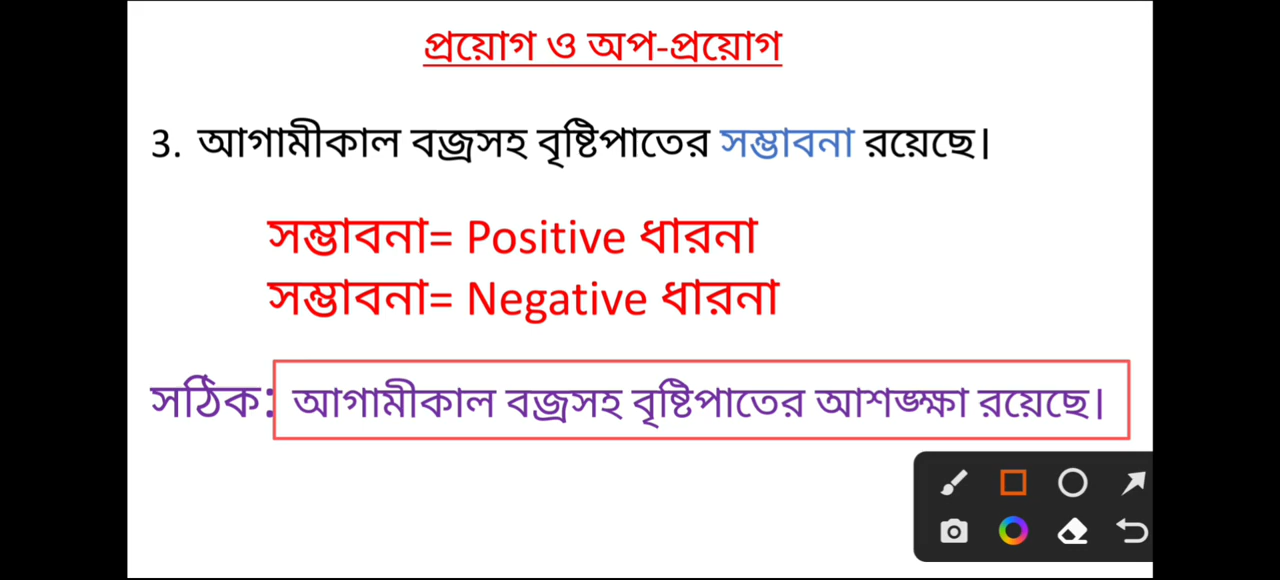 প্রয়োগ ও অপ-প্রয়োগ
3. আগামীকাল বজ্রসহ বৃষ্টিপাতের সম্ভাবনা রয়েছে।
সম্ভাবনা= Positive ধারনা
সম্ভাবনা= Negative ধারনা
সঠিক: আগামীকাল বজ্রসহ বৃষ্টিপাতের আশঙ্ক্ষা রয়েছে।